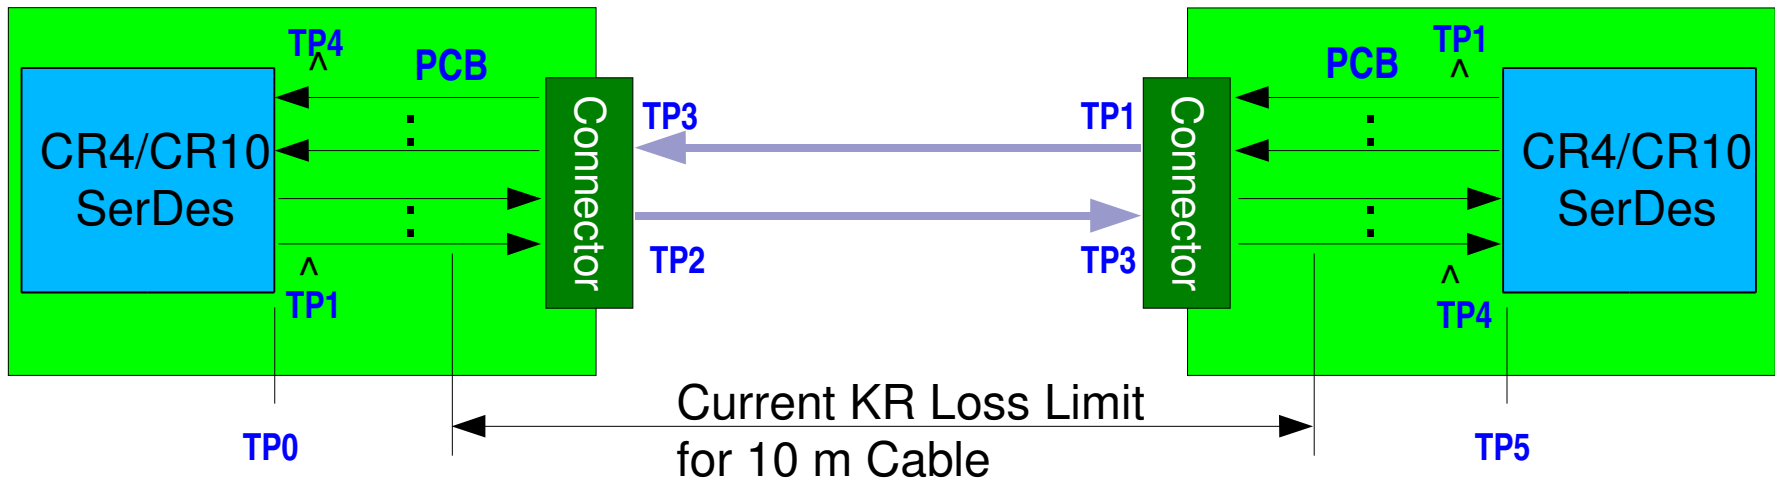 TP4
^
PCB
CR4/CR10
SerDes
:
:
^
TP1
Connector
TP3
TP2
TP1
TP3
Connector
PCB
TP1
^
:
:
CR4/CR10
SerDes
^
TP4
TP0
Current KR Loss Limit
for 10 m Cable
TP5